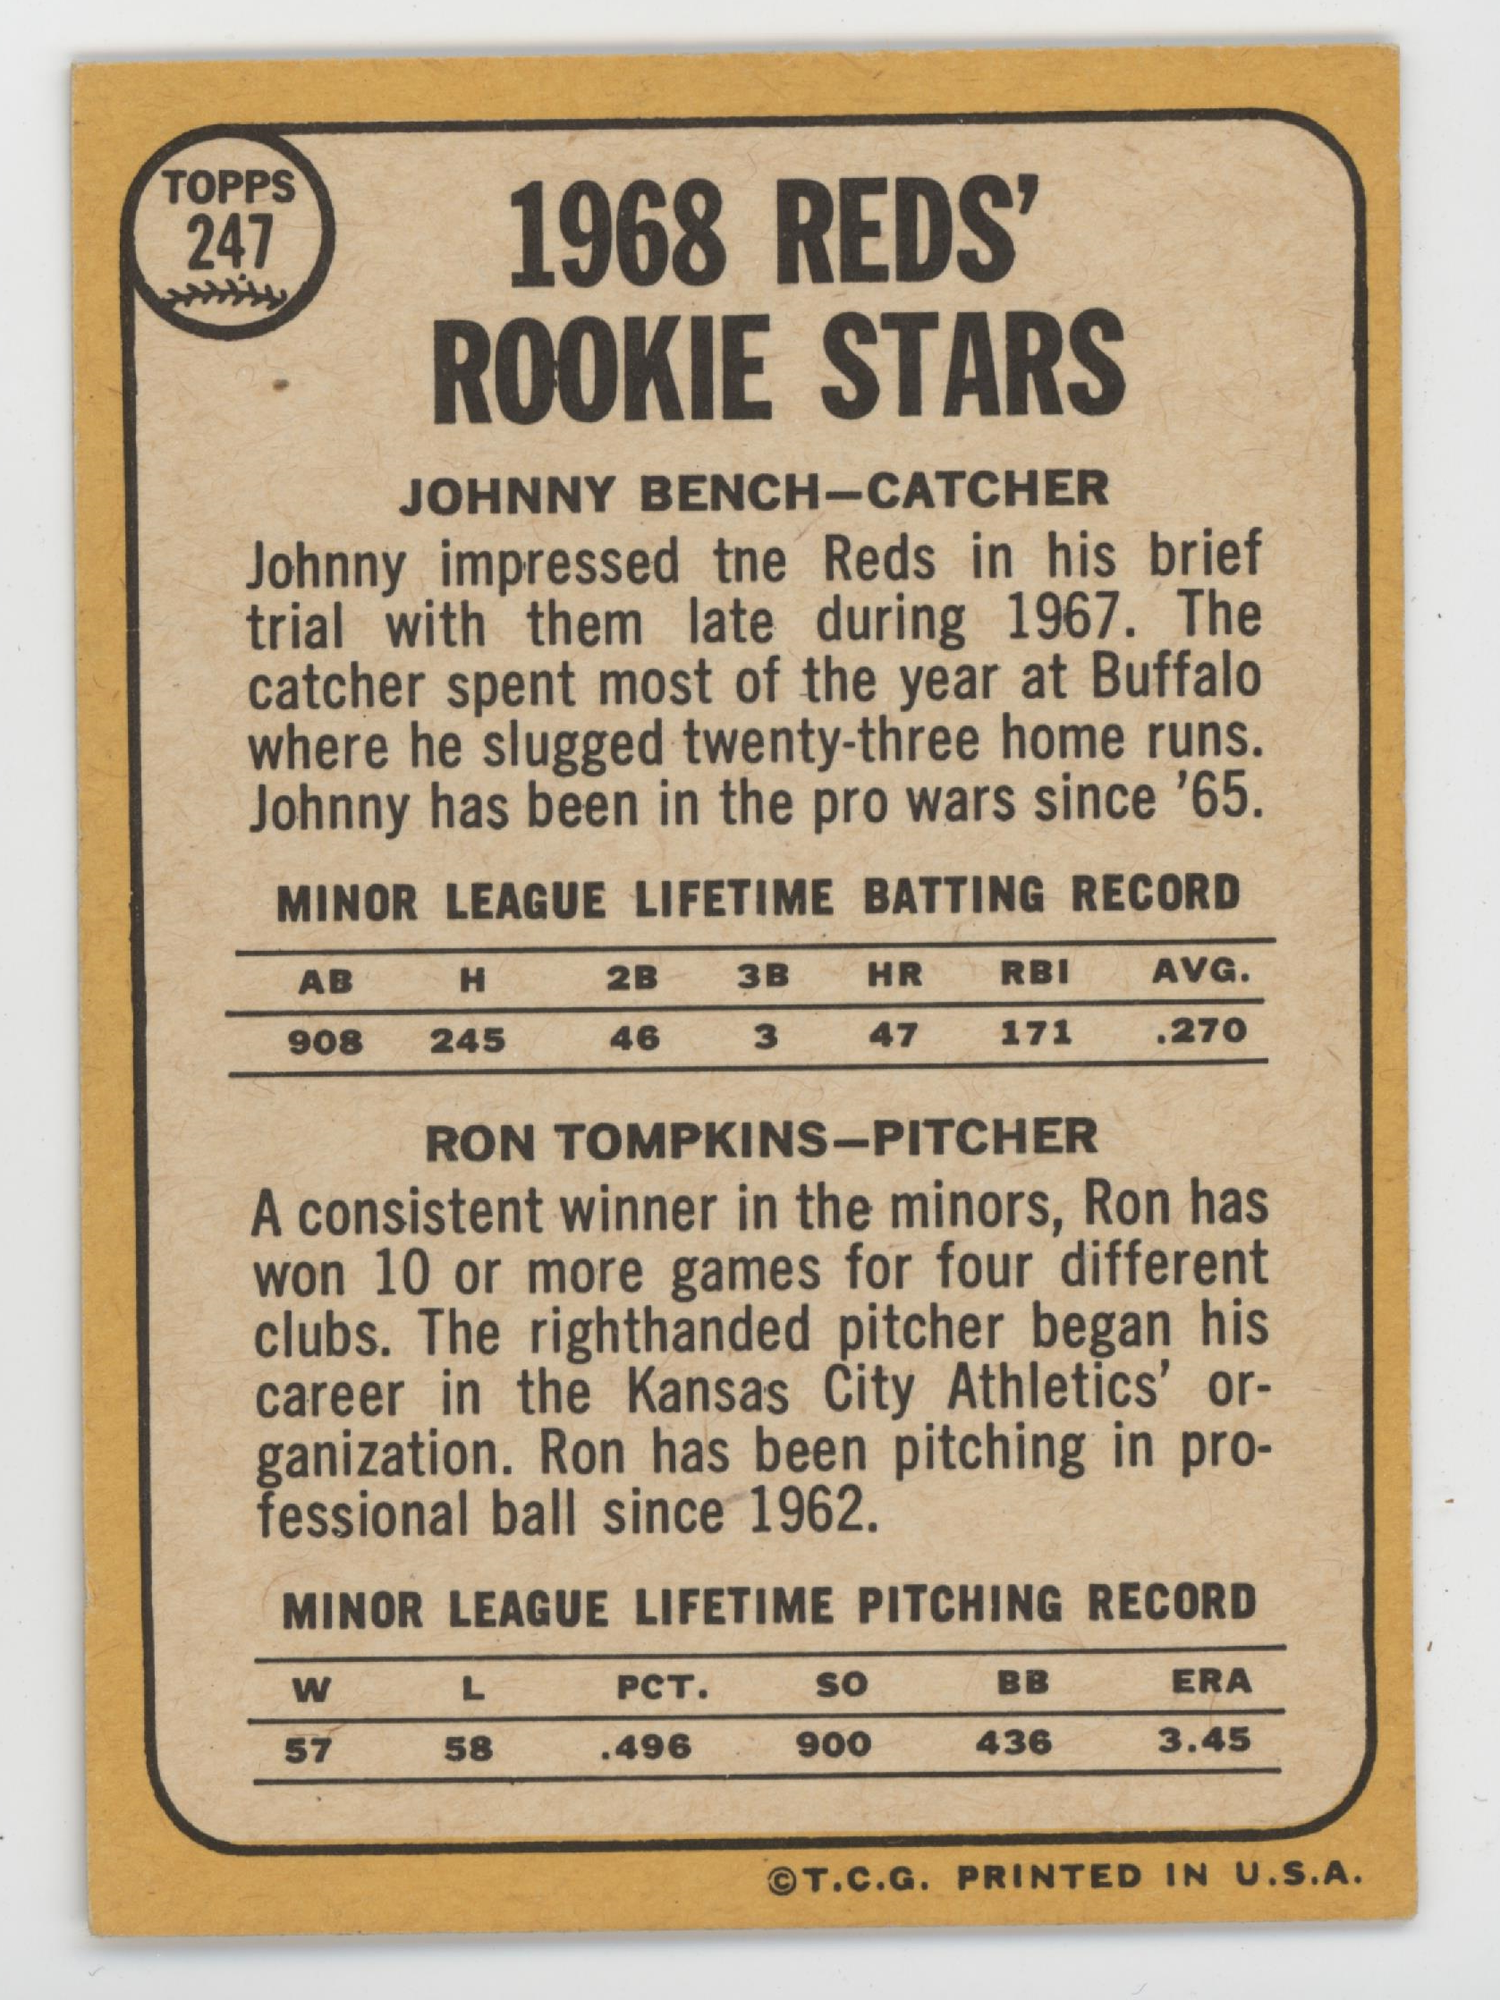 TOPPS
247
1968 REDS'
ROOKIE STARS
JOHNNY BENCH—CATCHER
Johnny impressed tne Reds in his brief
trial with them late during 1967. The
catcher spent most of the year at Buffalo
where he slugged twenty-three home runs.
Johnny has been in the pro wars since '65.
MINOR LEAGUE LIFETIME BATTING RECORD
AB H 2B 3B HR RBI AVG.
908 245 46 3 47 171 .270
RON TOMPKINS—PITCHER
A consistent winner in the minors, Ron has
won 10 or more games for four different
clubs. The righthanded pitcher began his
career in the Kansas City Athletics' or-
ganization. Ron has been pitching in pro-
fessional ball since 1962.
MINOR LEAGUE LIFETIME PITCHING RECORD
W L PCT. SO BB ERA
57 58 .496 900 436 3.45
©T.C.G. PRINTED IN U.S.A.